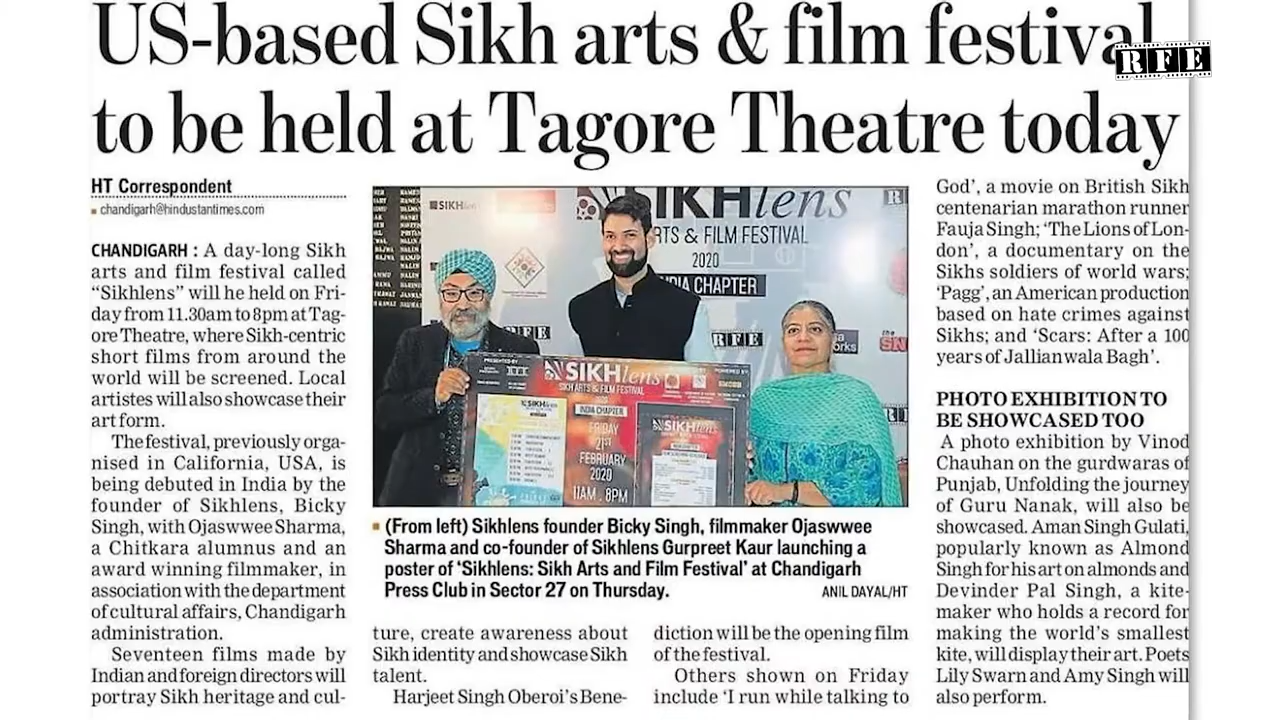 US-based Sikh arts & film festival
to be held at Tagore Theatre today
RFE
HT Correspondent
chandigarh@hindustantimes.com
CHANDIGARH : A day-long Sikh
arts and film festival called
“Sikhlens” will he held on Fri-
day from 11.30am to 8pm at Tag-
ore Theatre, where Sikh-centric
short films from around the
world will be screened. Local
artistes will also showcase their
art form.
The festival, previously orga-
nised in California, USA, is
being debuted in India by the
founder of Sikhlens, Bicky
Singh, with Ojaswwee Sharma,
a Chitkara alumnus and an
award winning filmmaker, in
association with the department
of cultural affairs, Chandigarh
administration.
Seventeen films made by
Indian and foreign directors will
portray Sikh heritage and cul-
SIKHlens
SIKHlens
ARTS & FILM FESTIVAL
2020
INDIA CHAPTER
RFE
RFE
SIKHlens
SIKH ARTS & FILM FESTIVAL
INDIA CHAPTER
FRIDAY
21ST
FEBRUARY
2020
11AM . 8PM
SIKHlens
(From left) Sikhlens founder Bicky Singh, filmmaker Ojaswwee
Sharma and co-founder of Sikhlens Gurpreet Kaur launching a
poster of ‘Sikhlens: Sikh Arts and Film Festival’ at Chandigarh
Press Club in Sector 27 on Thursday.
ANIL DAYAL/HT
ture, create awareness about
Sikh identity and showcase Sikh
talent.
Harjeet Singh Oberoi’s Bene-
diction will be the opening film
of the festival.
Others shown on Friday
include ‘I run while talking to
God’, a movie on British Sikh
centenarian marathon runner
Fauja Singh; ‘The Lions of Lon-
don’, a documentary on the
Sikhs soldiers of world wars;
‘Pagg’, an American production
based on hate crimes against
Sikhs; and ‘Scars: After a 100
years of Jallianwala Bagh’.
PHOTO EXHIBITION TO
BE SHOWCASED TOO
A photo exhibition by Vinod
Chauhan on the gurdwaras of
Punjab, Unfolding the journey
of Guru Nanak, will also be
showcased. Aman Singh Gulati,
popularly known as Almond
Singh for his art on almonds and
Devinder Pal Singh, a kite-
maker who holds a record for
making the world’s smallest
kite, will display their art. Poets
Lily Swarn and Amy Singh will
also perform.